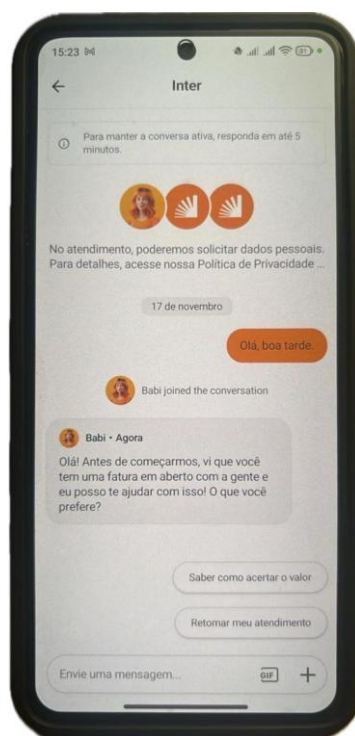 15:23
81
Inter
Para manter a conversa ativa, responda em até 5
minutos.
No atendimento, poderemos solicitar dados pessoais.
Para detalhes, acesse nossa Política de Privacidade ...
17 de novembro
Olá, boa tarde.
Babi joined the conversation
Babi • Agora
Olá! Antes de começarmos, vi que você
tem uma fatura em aberto com a gente e
eu posso te ajudar com isso! O que você
prefere?
Saber como acertar o valor
Retomar meu atendimento
Envie uma mensagem...
GIF